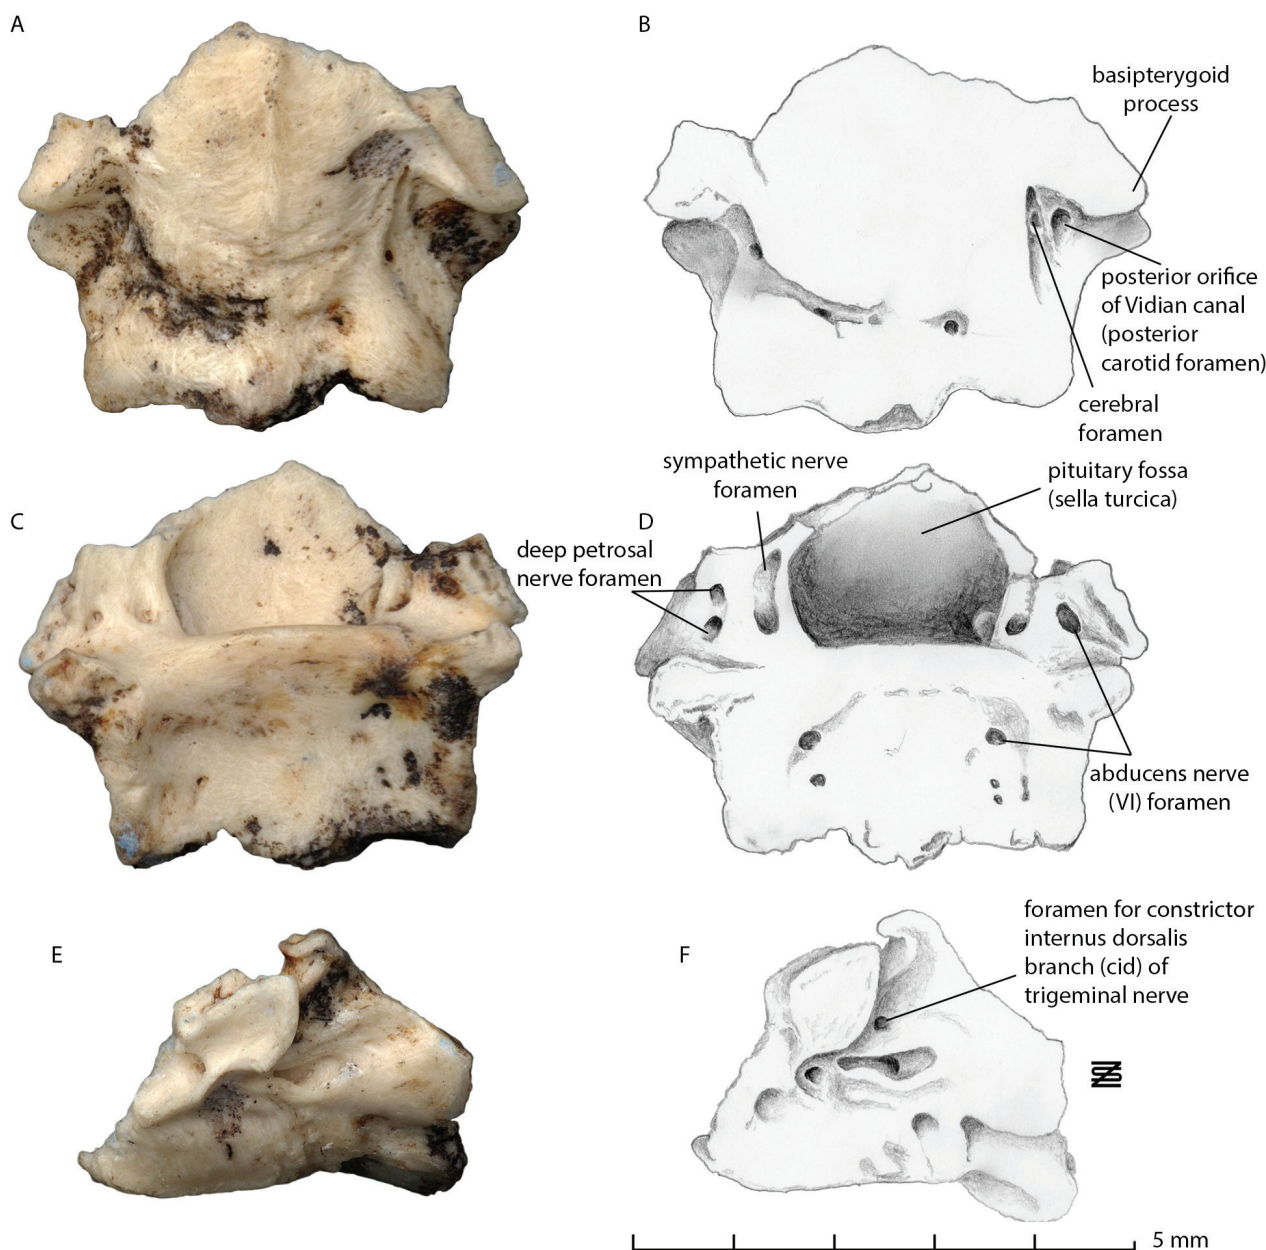 A
B
basipterygoid
process
posterior orifice
of Vidian canal
(posterior
carotid foramen)
cerebral
foramen
sympathetic nerve
foramen
pituitary fossa
(sella turcica)
C
D
deep petrosal
nerve foramen
abducens nerve
(VI) foramen
foramen for constrictor
internus dorsalis
branch (cid) of
trigeminal nerve
E
F
5 mm